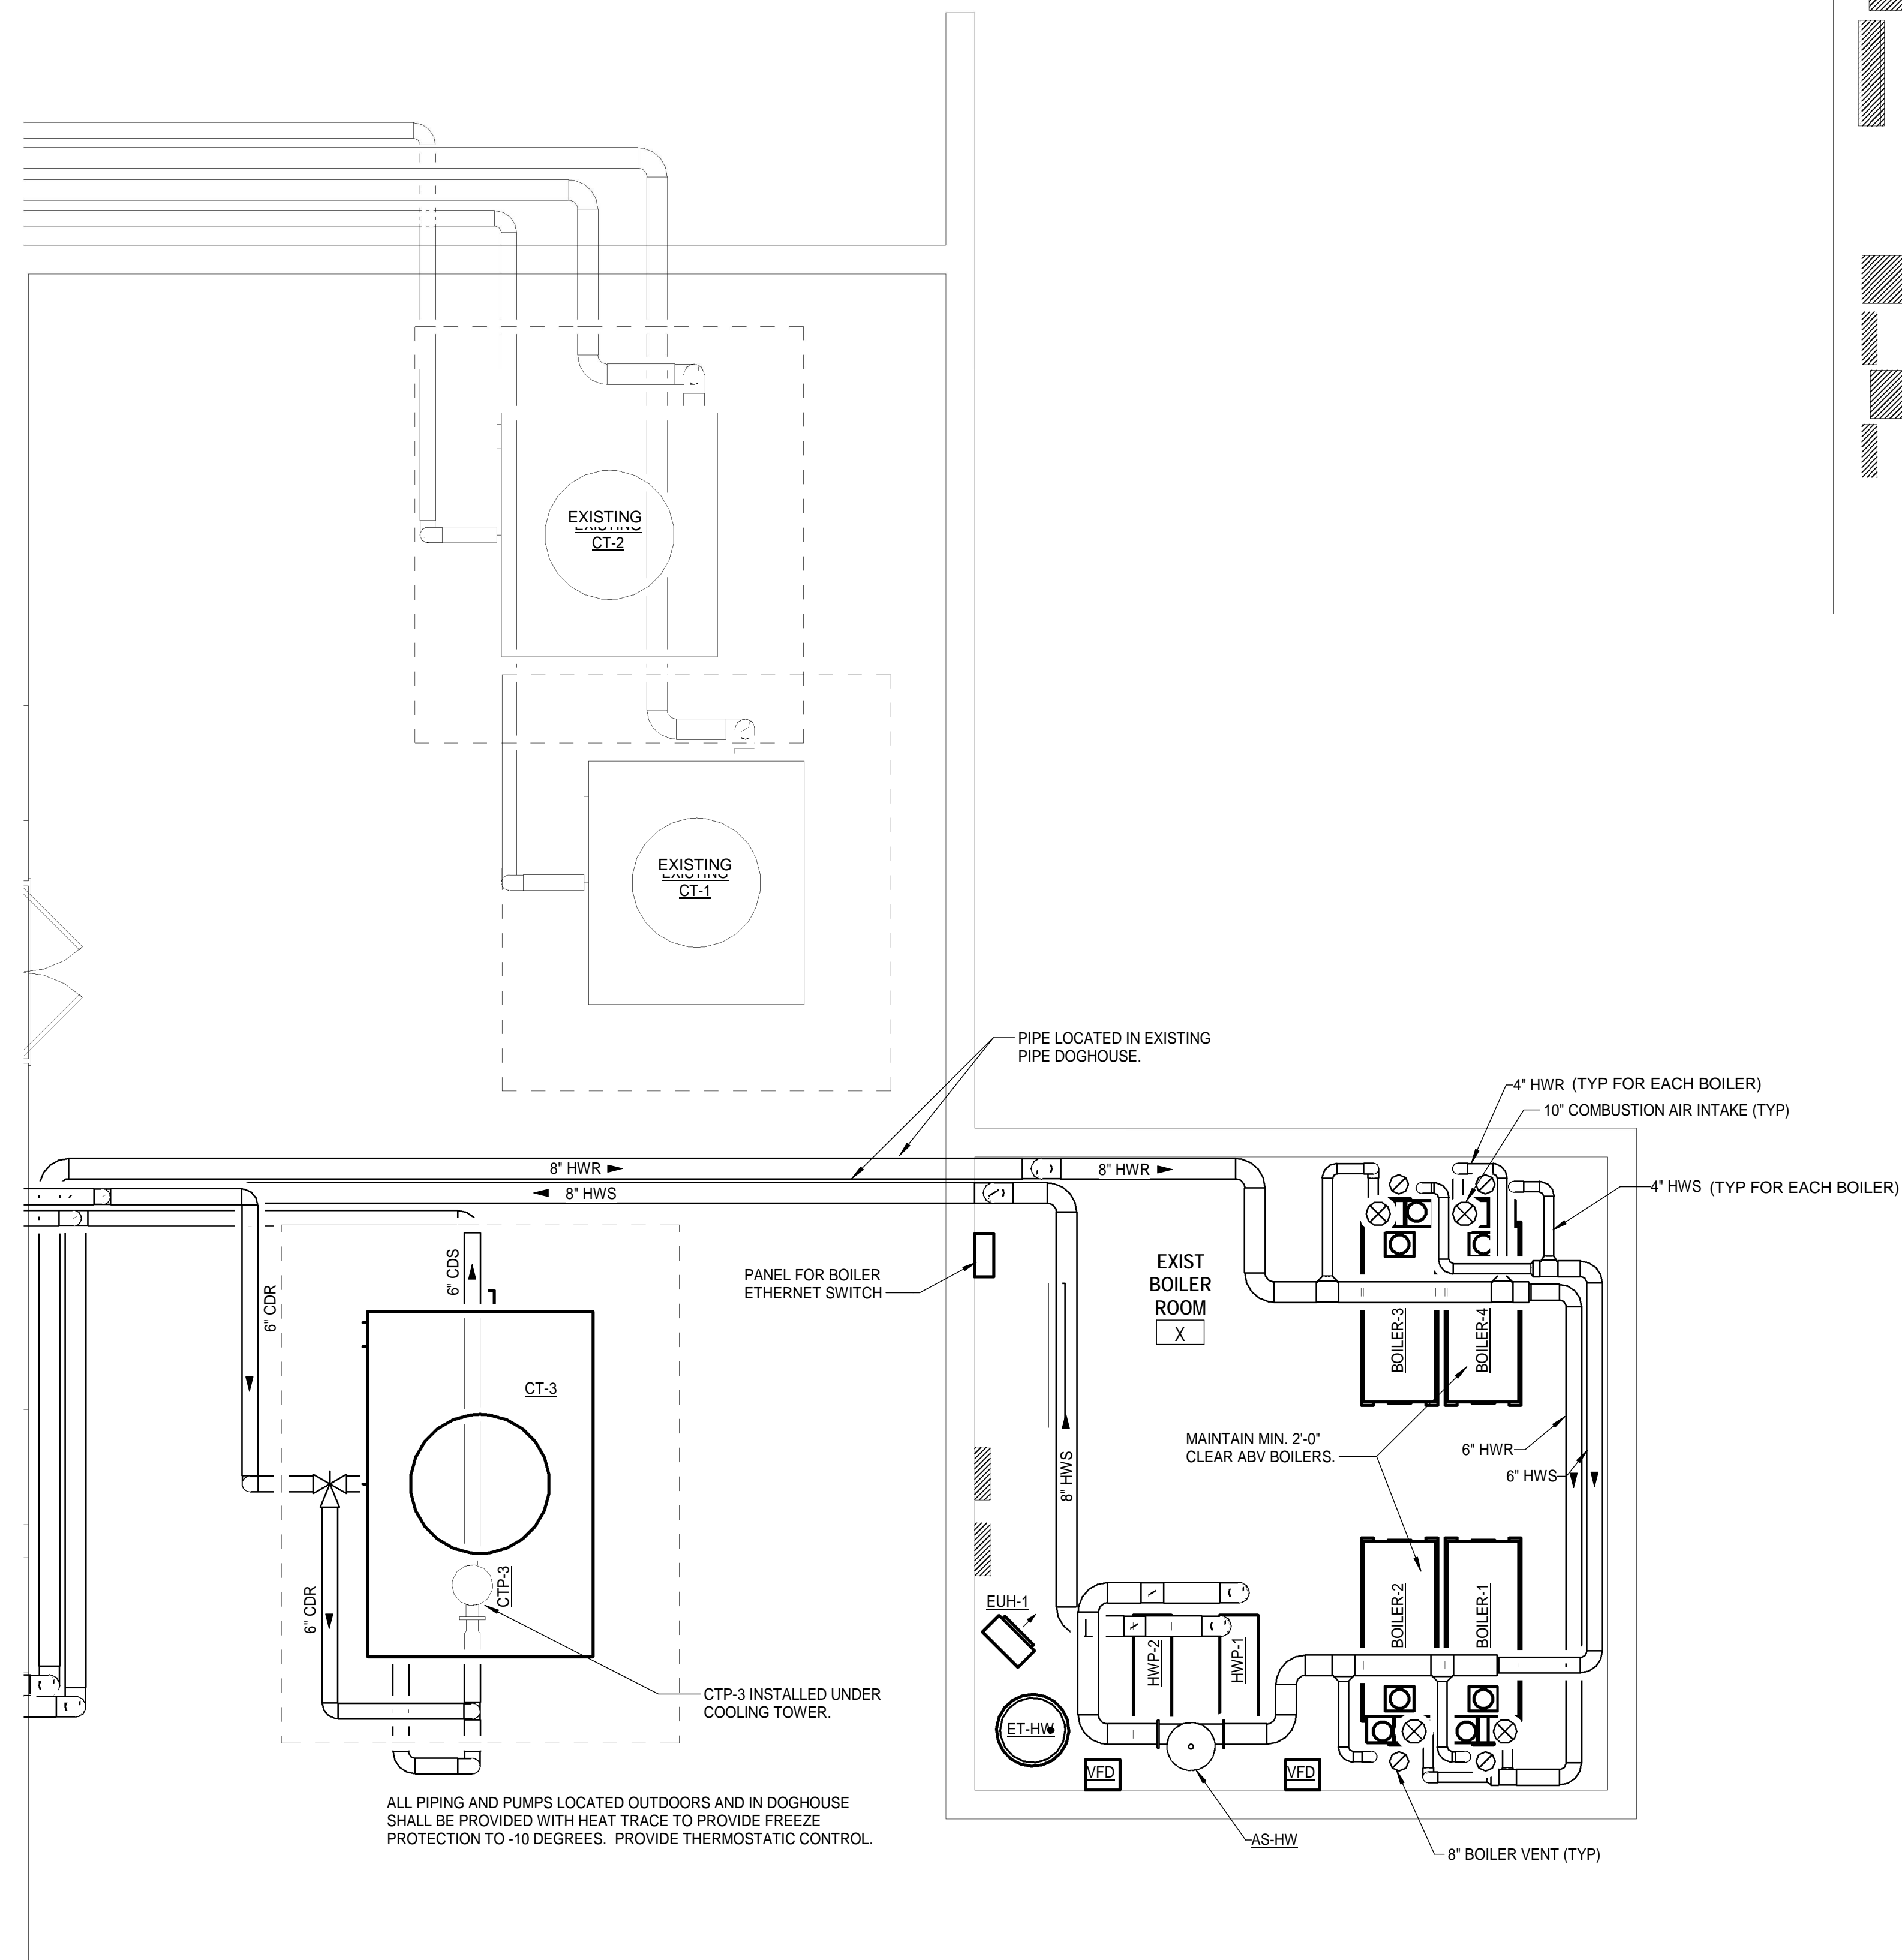 EXISTING
EXISTING
CT-2
EXISTING
EXISTING
CT-1
PIPE LOCATED IN EXISTING
PIPE DOGHOUSE.
4" HWR (TYP FOR EACH BOILER)
10" COMBUSTION AIR INTAKE (TYP)
8" HWR
8" HWR
8" HWS
4" HWS (TYP FOR EACH BOILER)
6" CDR
6" CDS
PANEL FOR BOILER
ETHERNET SWITCH
EXIST
BOILER
ROOM
X
BOILER-3
BOILER-4
CT-3
MAINTAIN MIN. 2'-0"
CLEAR ABV BOILERS.
6" HWR
6" HWS
8" HWS
CTP-3
6" CDR
EUH-1
HWP-2
HWP-1
BOILER-2
BOILER-1
CTP-3 INSTALLED UNDER
COOLING TOWER.
ET-HW
VFD
VFD
ALL PIPING AND PUMPS LOCATED OUTDOORS AND IN DOGHOUSE
SHALL BE PROVIDED WITH HEAT TRACE TO PROVIDE FREEZE
PROTECTION TO -10 DEGREES. PROVIDE THERMOSTATIC CONTROL.
AS-HW
8" BOILER VENT (TYP)